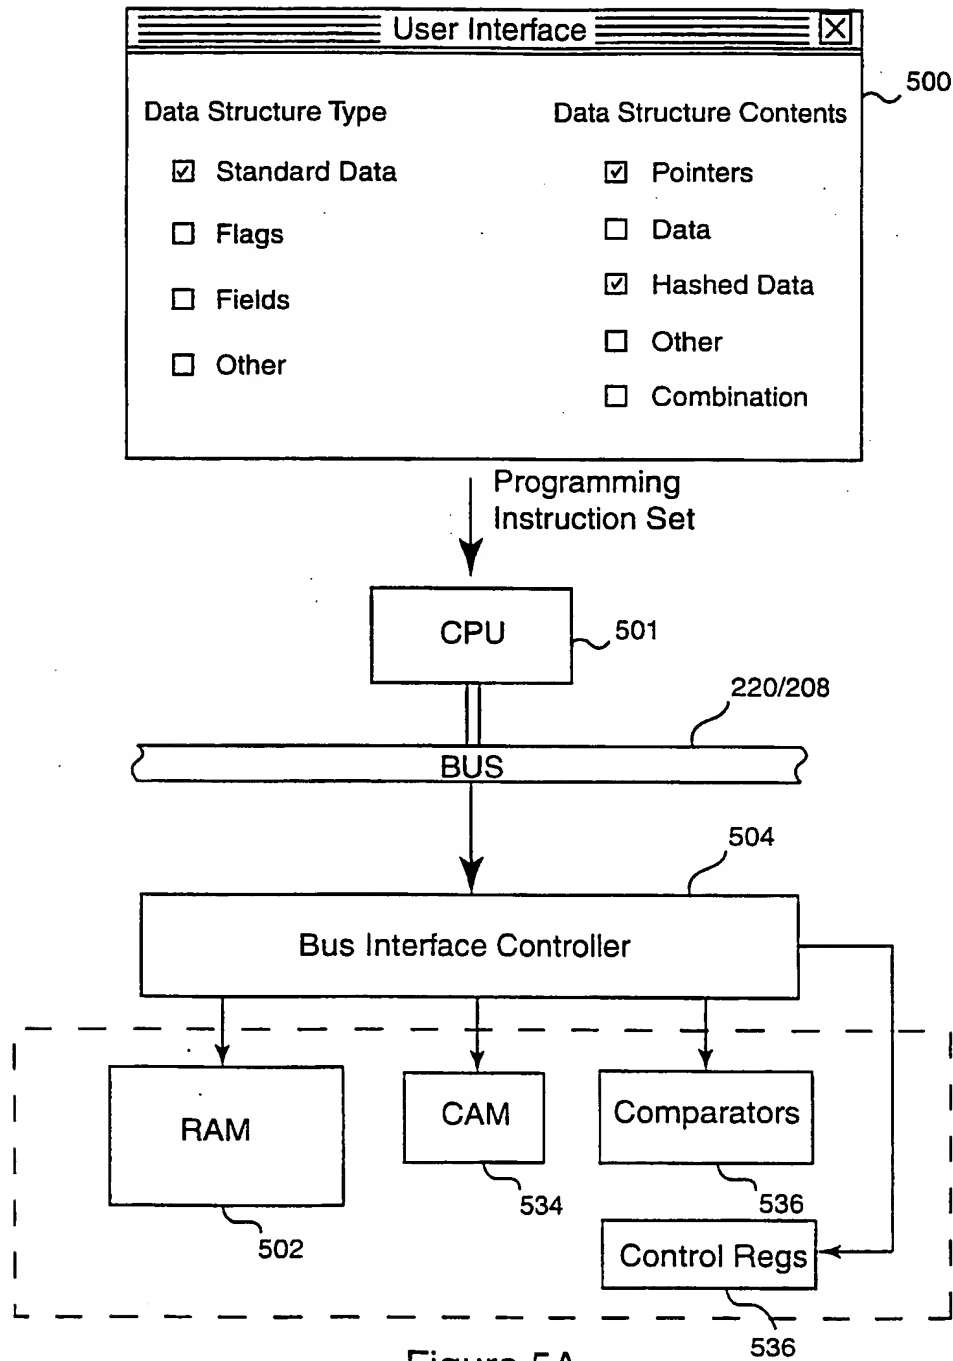 User Interface
500
Data Structure Type
Data Structure Contents
Standard Data
Flags
Fields
Other
Pointers
Data
Hashed Data
Other
Combination
Programming
Instruction Set
CPU
501
220/208
BUS
504
Bus Interface Controller
RAM
CAM
Comparators
534
536
502
Control Regs
536
Figure 5A